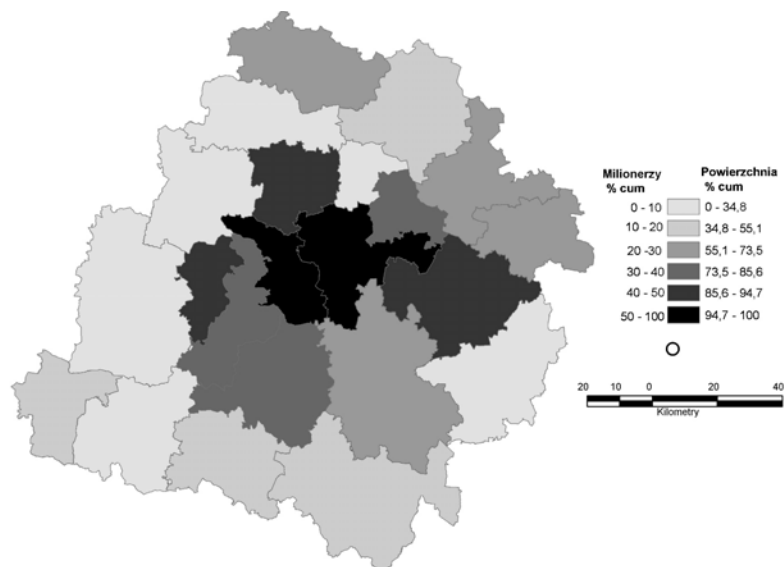 Milionerzy Powierzchnia
% cum % cum
0 - 10 0 - 34,8
10 - 20 34,8 - 55,1
20 -30 55,1 - 73,5
30 - 40 73,5 - 85,6
40 - 50 85,6 - 94,7
50 - 100 94,7 - 100
20 10 0 20 40
Kilometry